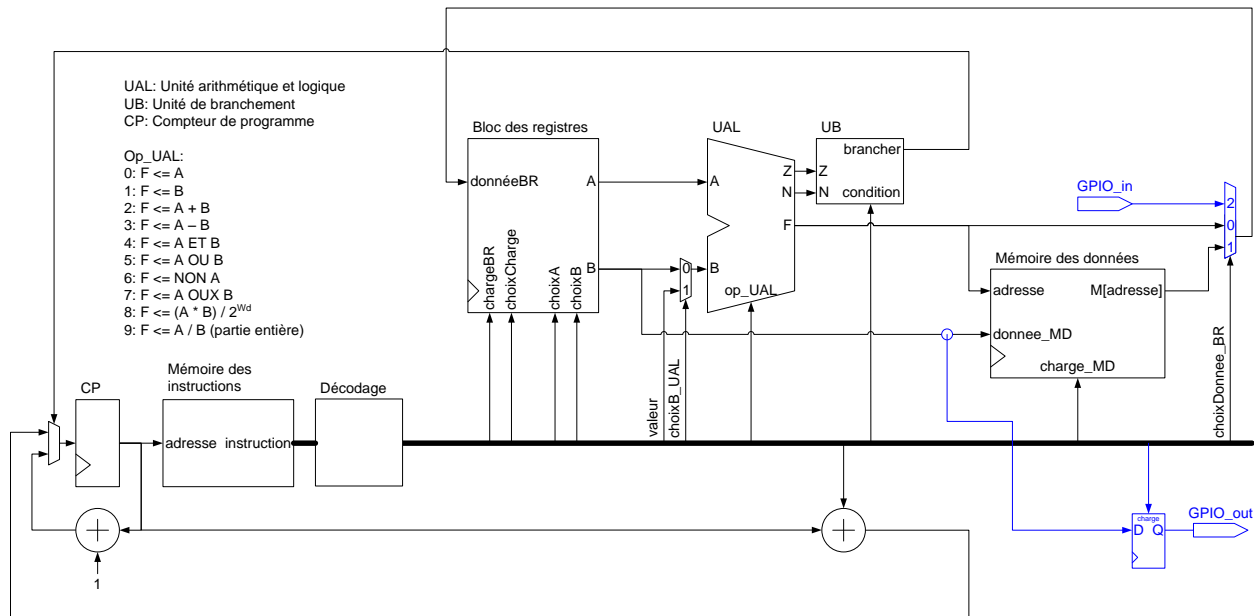 UAL: Unité arithmétique et logique
UB: Unité de branchement
CP: Compteur de programme
Op_UAL:
0: F <= A
1: F <= B
2: F <= A + B
3: F <= A – B
4: F <= A ET B
5: F <= A OU B
6: F <= NON A
7: F <= A OUX B
8: F <= (A * B) / 2^Wd
9: F <= A / B (partie entière)
Bloc des registres
donnéeBR
A
B
chargeBR
choixCharge
choixA
choixB
UAL
A
B
Z
N
F
op_UAL
0
1
valeur
choixB_UAL
UB
brancher
Z
N
condition
GPIO_in
2
0
1
Mémoire des données
adresse
M[adresse]
donnee_MD
charge_MD
choixDonnee_BR
CP
Mémoire des
instructions
adresse instruction
Décodage
1
charge
D Q
GPIO_out